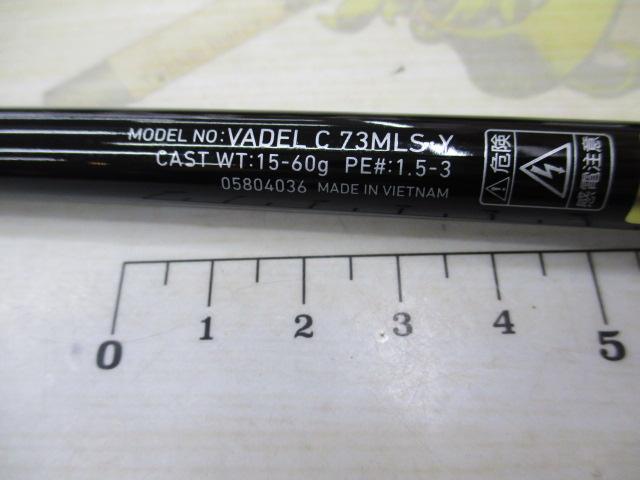 MODEL NO:VADEL C 73MLS・Y
CAST WT:15-60g PE#:1.5-3
05804036 MADE IN VIETNAM
危険
感電注意
0 1 2 3 4 5